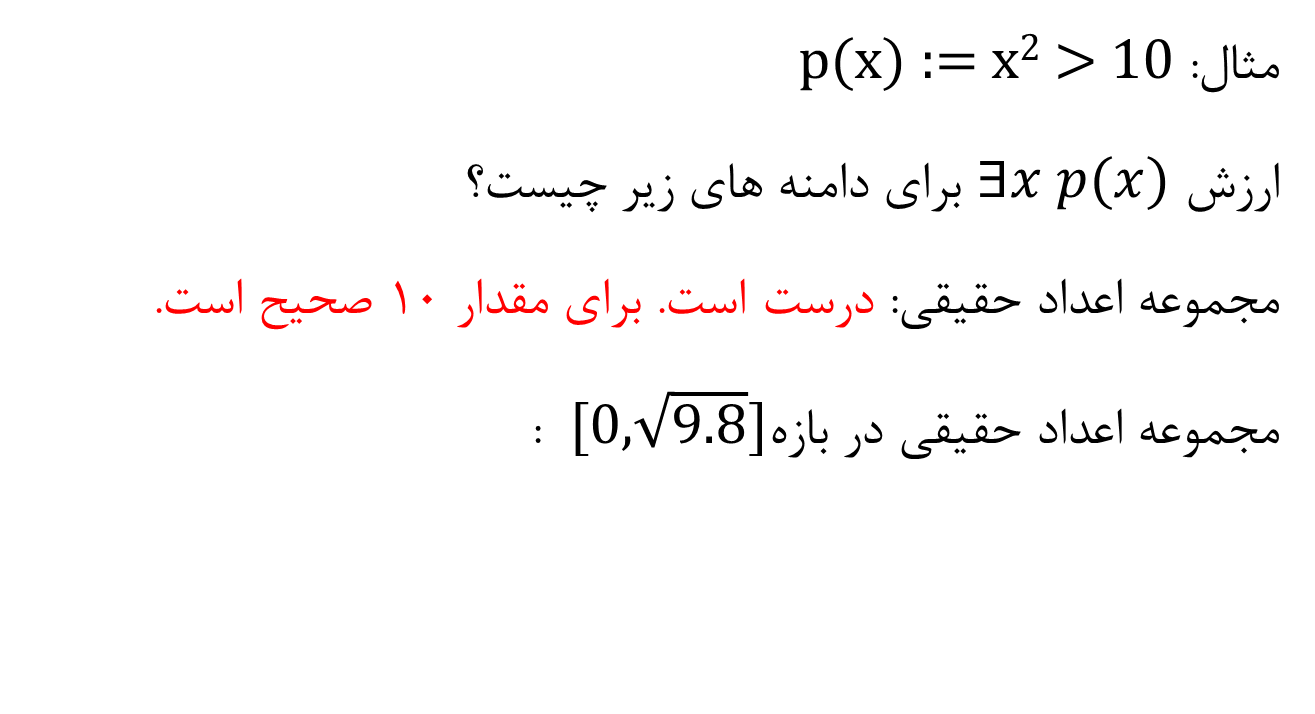 مثال: p(x) := x² > 10
ارزش ∃x p(x) برای دامنه های زیر چیست؟
مجموعه اعداد حقیقی: درست است. برای مقدار ۱۰ صحیح است.
مجموعه اعداد حقیقی در بازه [0,√9.8] :